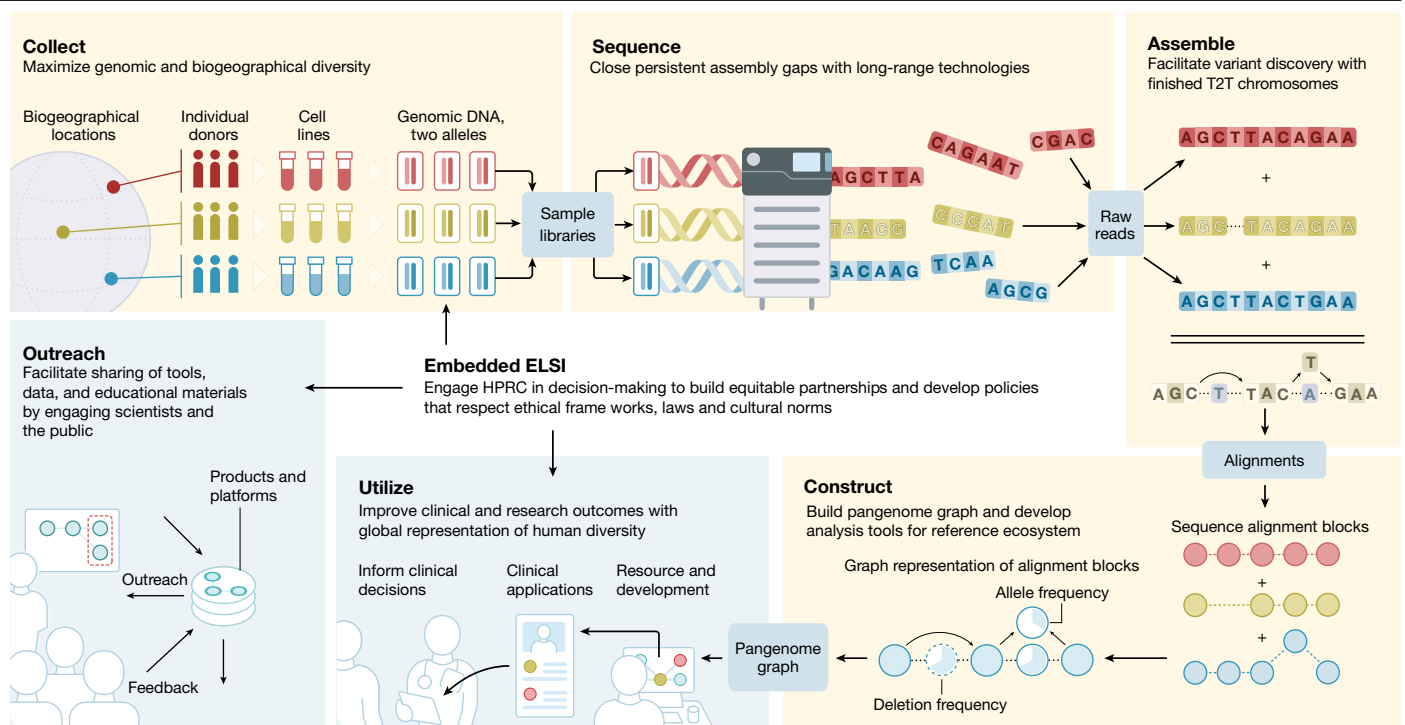 Collect
Maximize genomic and biogeographical diversity
Biogeographical
locations
Individual
donors
Cell
lines
Genomic DNA,
two alleles
Sample
libraries
Sequence
Close persistent assembly gaps with long-range technologies
AGCTTA
CAGAAT
CGAC
TAACG
CCCAT
GACAAG
TCAA
AGCG
Raw
reads
Assemble
Facilitate variant discovery with
finished T2T chromosomes
AGCTTACAGAA
+
AGC TACAGAA
+
AGCTTACTGAA
T
AGC T TAC A GAA
Alignments
Embedded ELSI
Engage HPRC in decision-making to build equitable partnerships and develop policies
that respect ethical frame works, laws and cultural norms
Outreach
Facilitate sharing of tools,
data, and educational materials
by engaging scientists and
the public
Products and
platforms
Outreach
Feedback
Utilize
Improve clinical and research outcomes with
global representation of human diversity
Inform clinical
decisions
Clinical
applications
Resource and
development
Pangenome
graph
Construct
Build pangenome graph and develop
analysis tools for reference ecosystem
Graph representation of alignment blocks
Allele frequency
Deletion frequency
Sequence alignment blocks
+
+